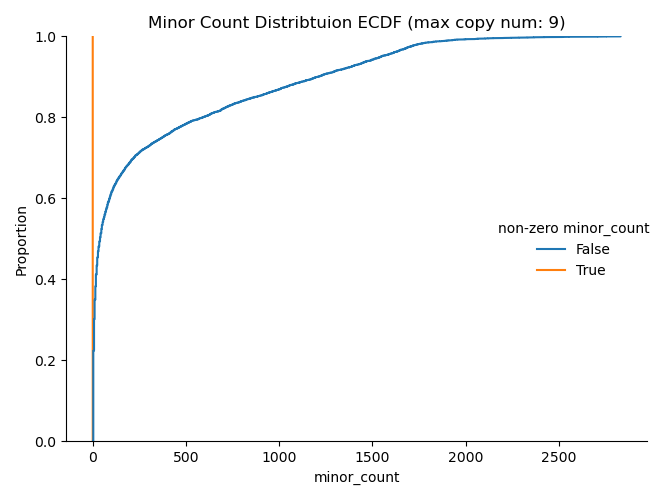 Minor Count Distribtuion ECDF (max copy num: 9)
1.0
0.8
0.6
0.4
0.2
0.0
Proportion
non-zero minor_count
False
True
0
500
1000
1500
2000
2500
minor_count